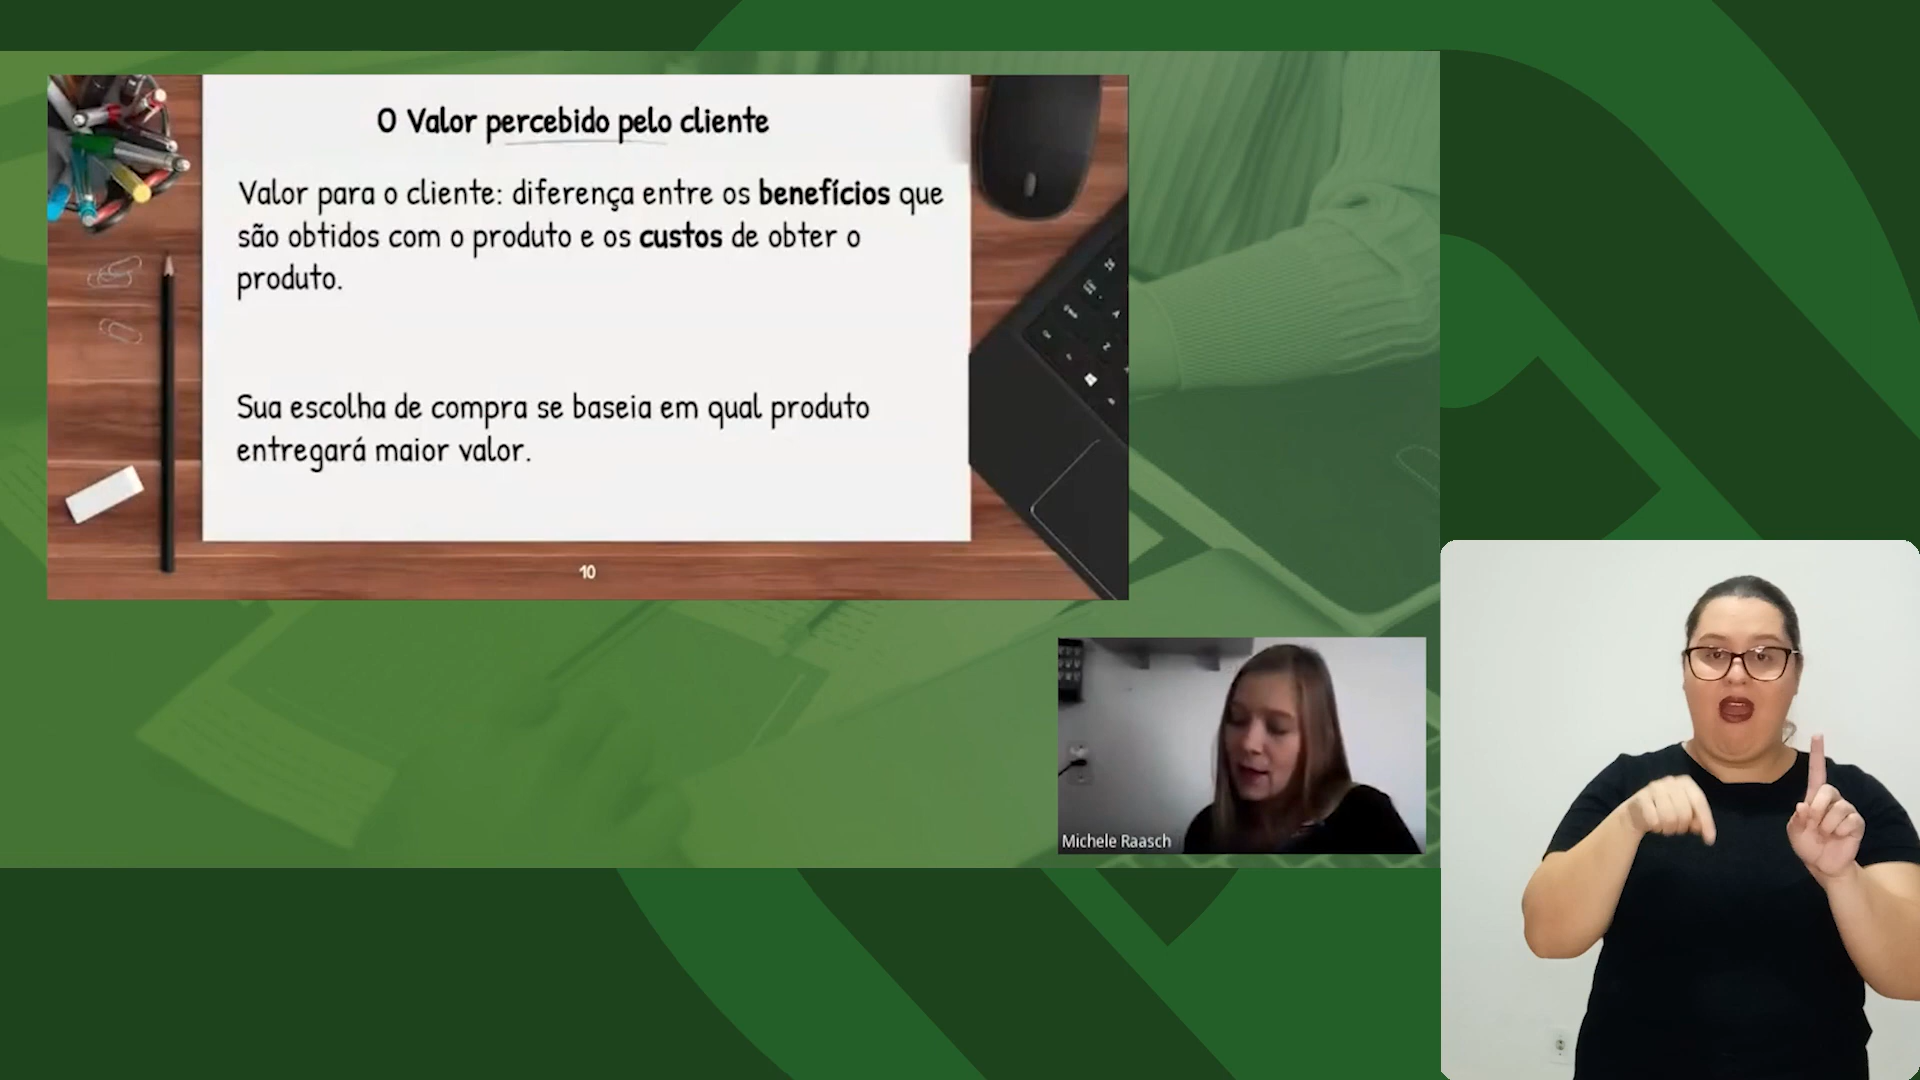 O Valor percebido pelo cliente
Valor para o cliente: diferença entre os benefícios que
são obtidos com o produto e os custos de obter o
produto.
Sua escolha de compra se baseia em qual produto
entregará maior valor.
10
Michele Raasch